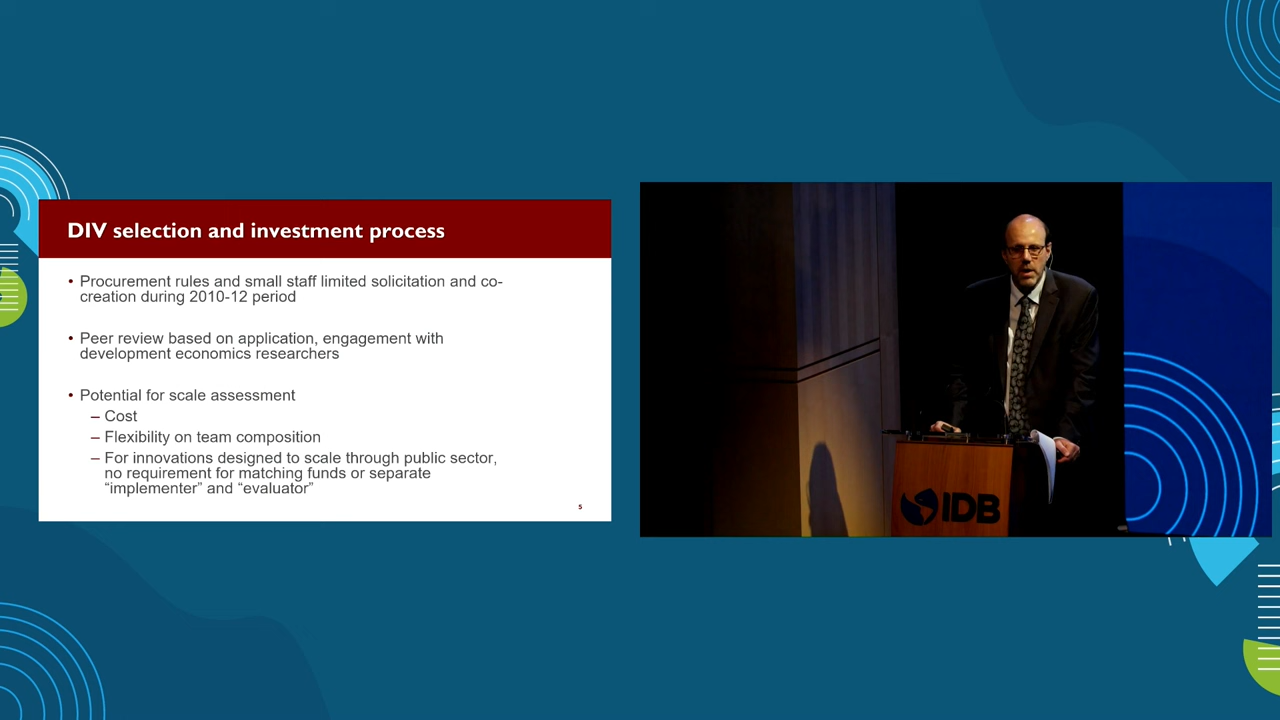 DIV selection and investment process
• Procurement rules and small staff limited solicitation and co-
creation during 2010-12 period
• Peer review based on application, engagement with
development economics researchers
• Potential for scale assessment
– Cost
– Flexibility on team composition
– For innovations designed to scale through public sector,
no requirement for matching funds or separate
“implementer” and “evaluator”
5
IDB